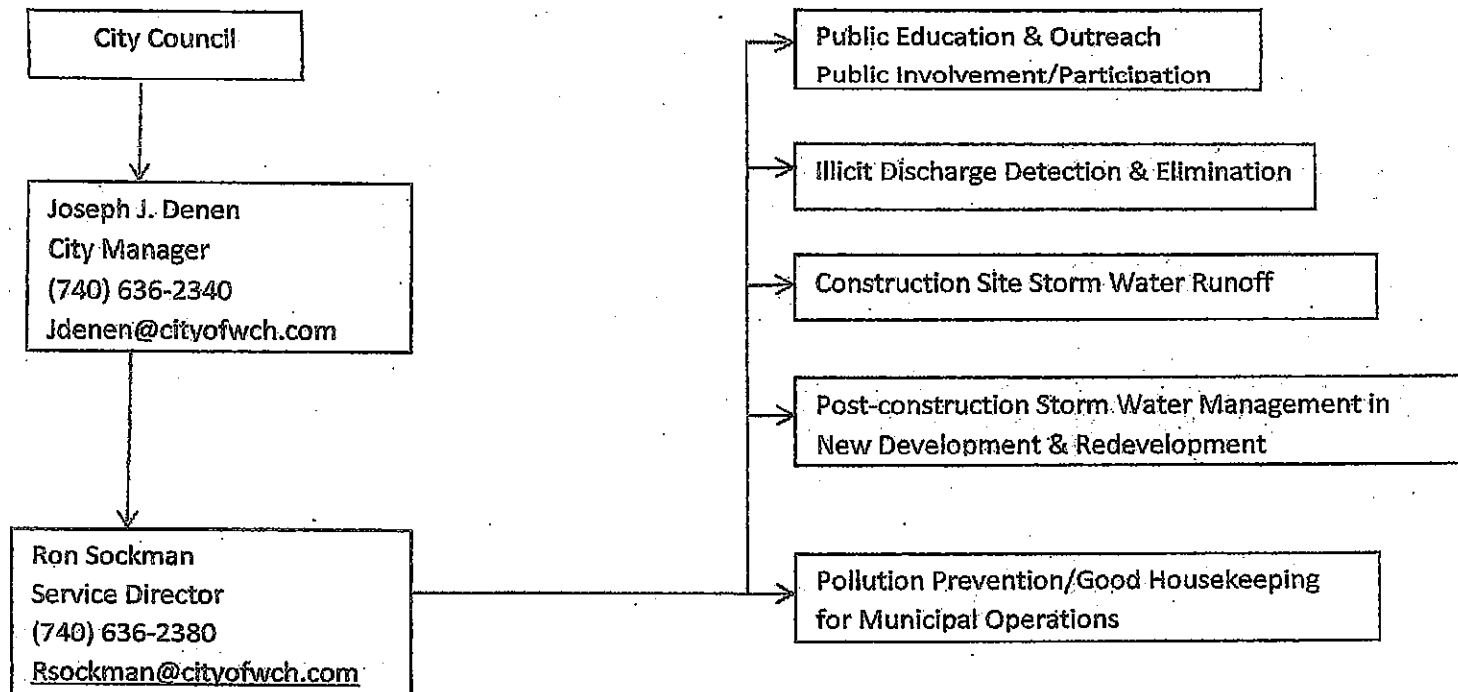 City Council
Joseph J. Denen
City Manager
(740) 636-2340
Jdenen@cityofwch.com
Ron Sockman
Service Director
(740) 636-2380
Rsockman@cityofwch.com
Public Education & Outreach
Public Involvement/Participation
Illicit Discharge Detection & Elimination
Construction Site Storm Water Runoff
Post-construction Storm Water Management in
New Development & Redevelopment
Pollution Prevention/Good Housekeeping
for Municipal Operations